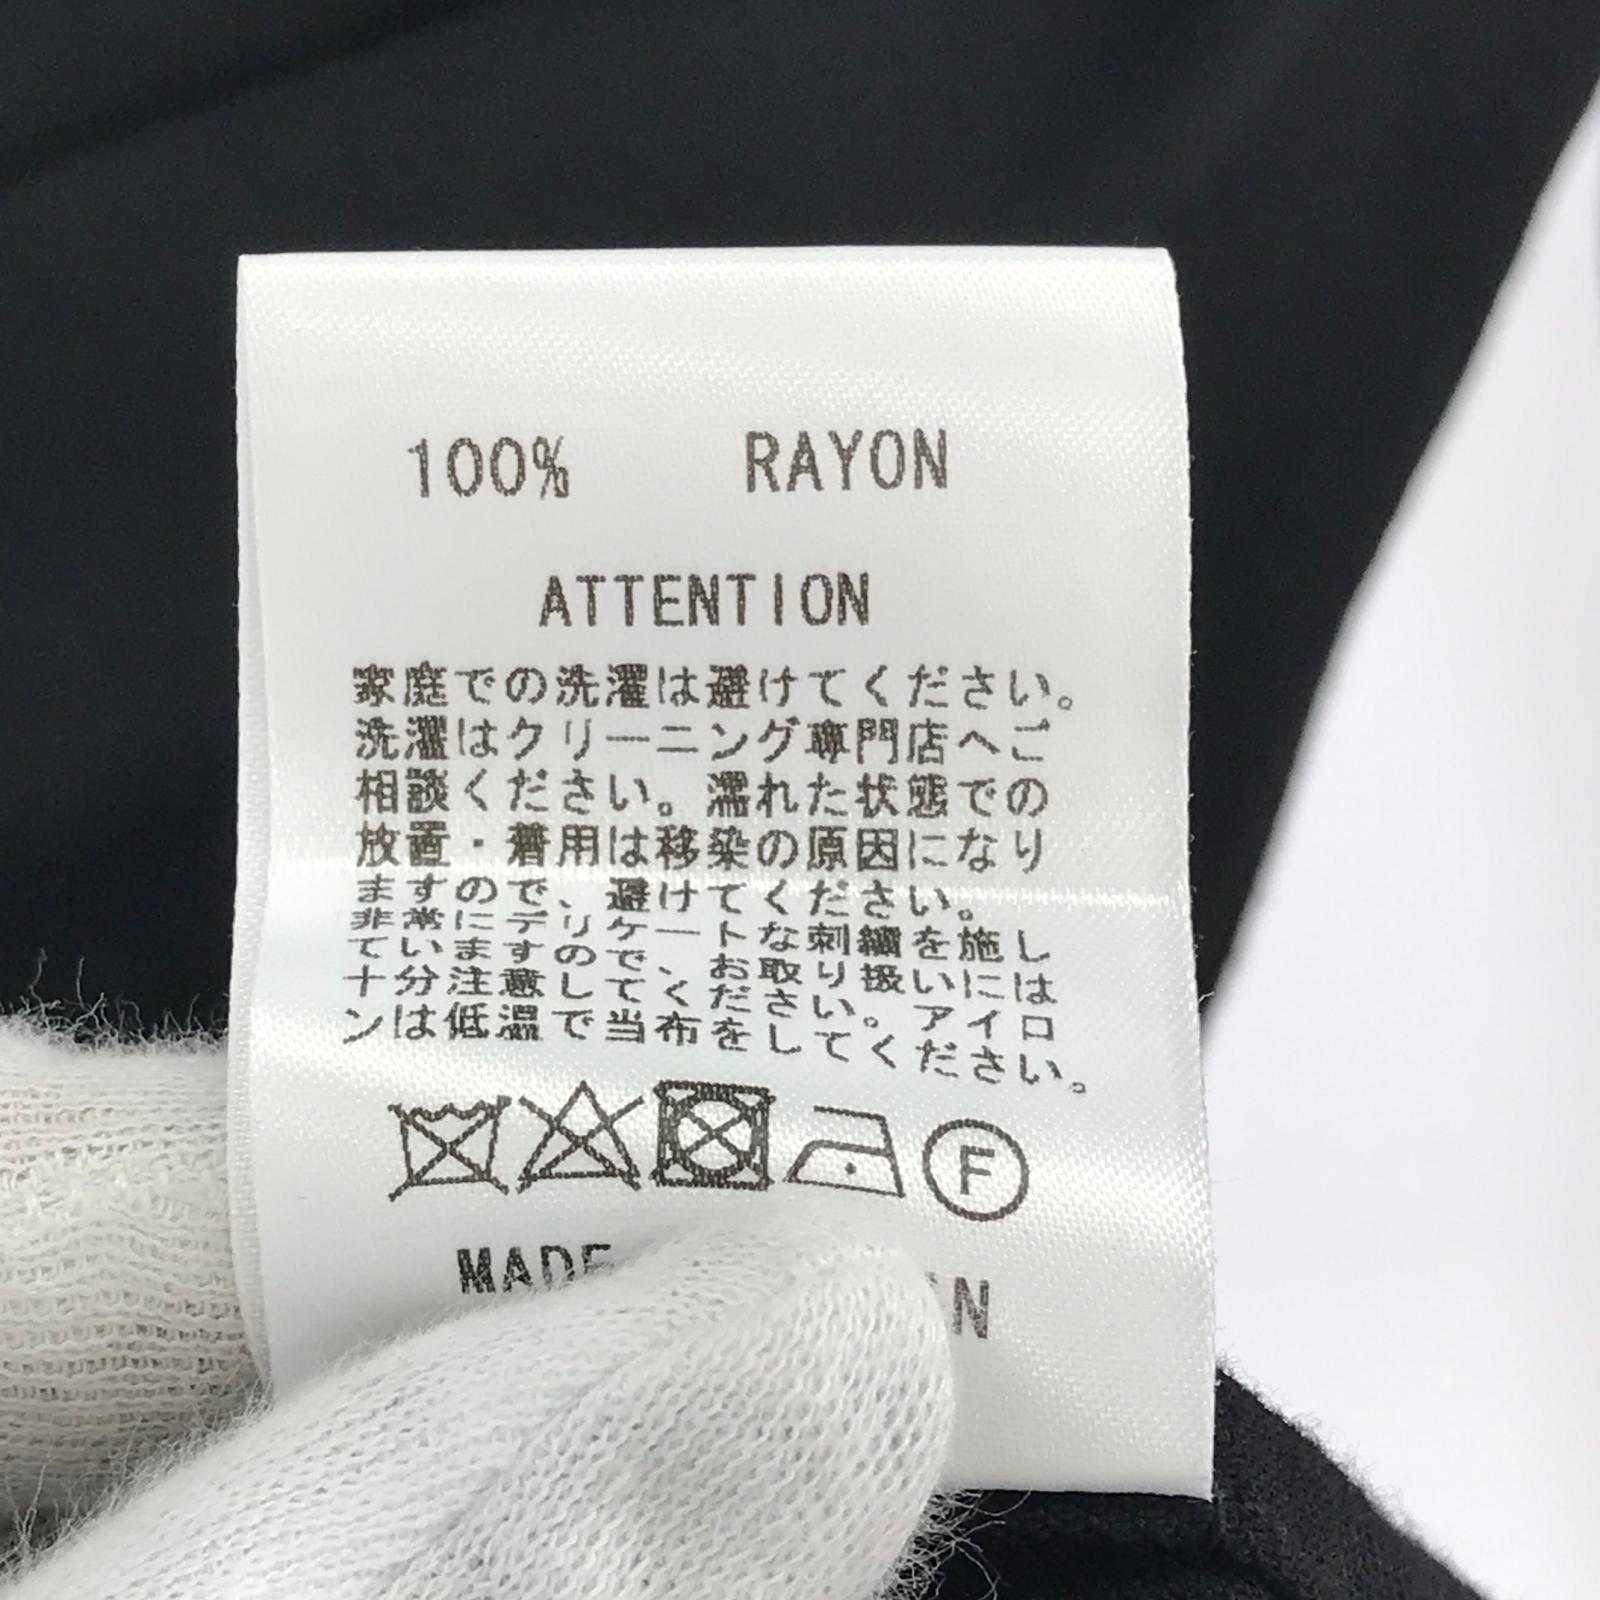 100% RAYON
ATTENTION
家庭での洗濯は避けてください。
洗濯はクリーニング専門店へご
相談ください。濡れた状態での
放置・着用は移染の原因になり
ますので、避けてください。
非常にデリケートな刺繍を施し
ていますので、お取り扱いには
十分注意してください。アイロ
ンは低温で当布をしてください。
F
MADE